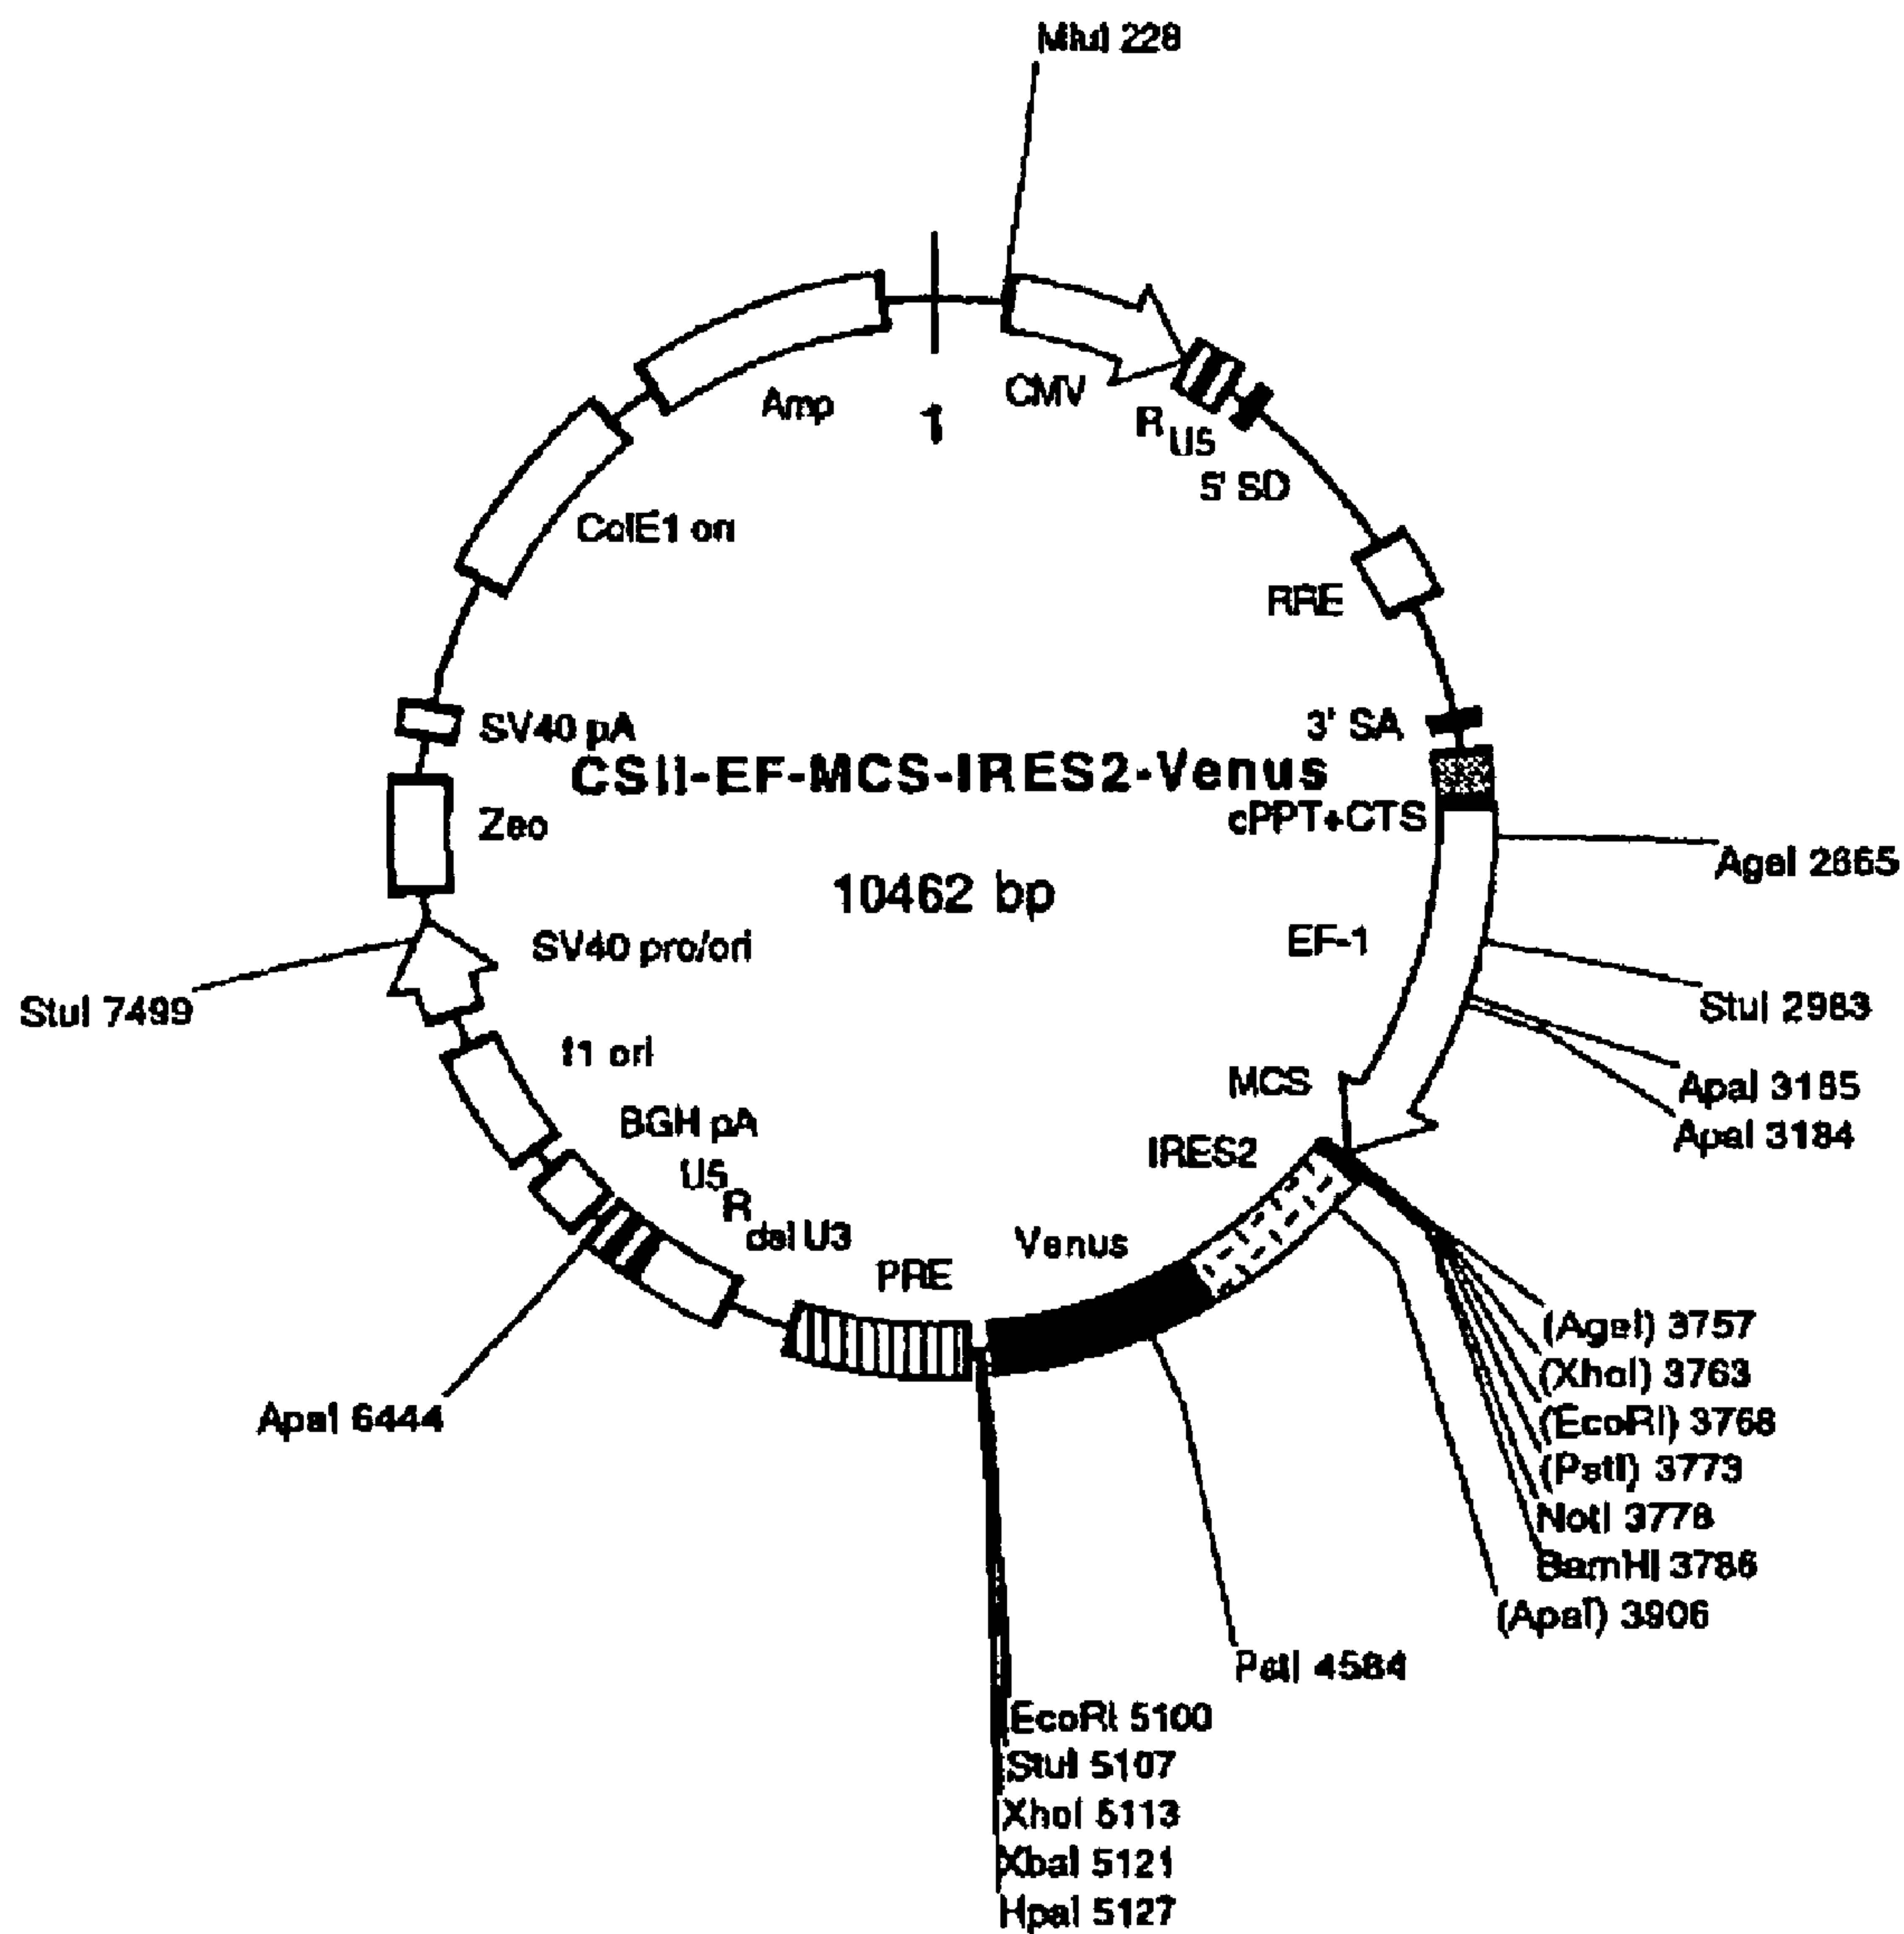 MluI 228
CMV
Amp
1
R
U5
5' SD
ColE1 ori
RRE
SV40 pA
3' SA
CSII-EF-MCS-IRES2-Venus
cPPT+CTS
Zeo
AgeI 2665
10462 bp
EF-1
SV40 pro/ori
StuI 2983
StuI 7499
f1 ori
MCS
ApaI 3185
BGH pA
ApaI 3184
IRES2
U5
R
del U3
Venus
PRE
(AgeI) 3757
(XhoI) 3763
ApaI 6444
(EcoRI) 3768
(PstI) 3773
NotI 3778
BamHI 3786
(ApaI) 3906
PstI 4584
EcoRI 5100
StuI 5107
XhoI 5113
XbaI 5121
HpaI 5127